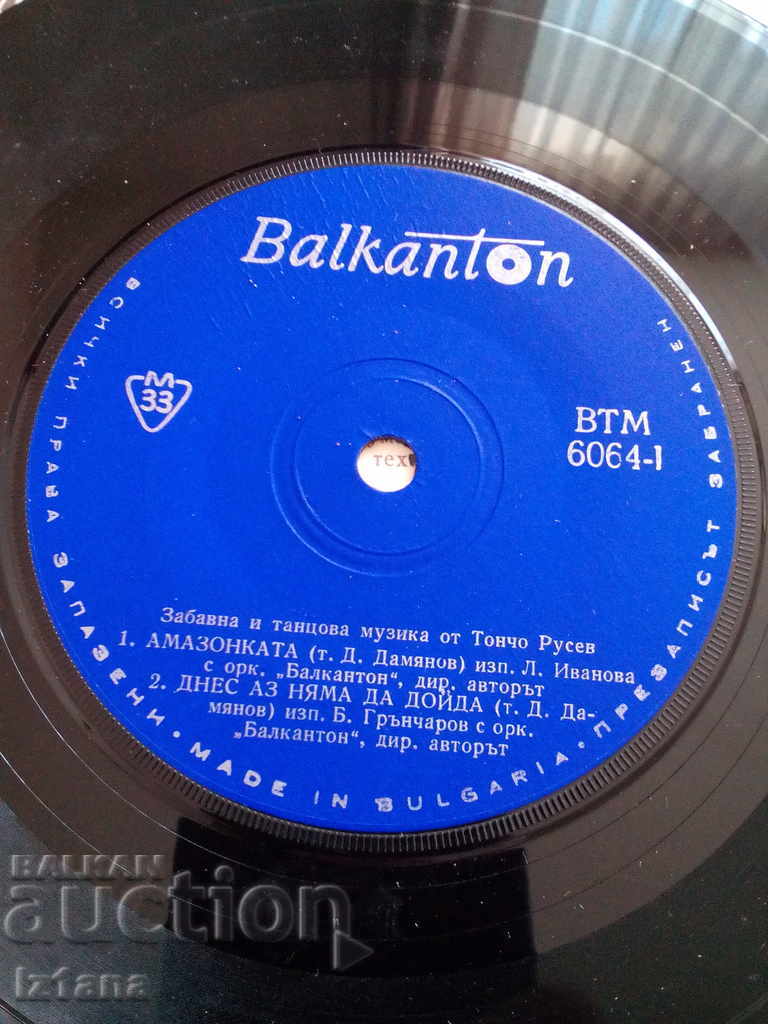 Balkanton
М
33
ВТМ
6064-I
тех
Забавна и танцова музика от Тончо Русев
1. АМАЗОНКАТА (т. Д. Дамянов) изп. Л. Иванова
с орк. „Балкантон“, дир. авторът
2. ДНЕС АЗ НЯМА ДА ДОЙДА (т. Д. Да-
мянов) изп. Б. Грънчаров с орк.
„Балкантон“, дир. авторът
ВСИЧКИ ПРАВА ЗАПАЗЕНИ · MADE IN BULGARIA · ПРЕЗАПИСЪТ ЗАБРАНЕН
BALKAN
auction
Iz1ana